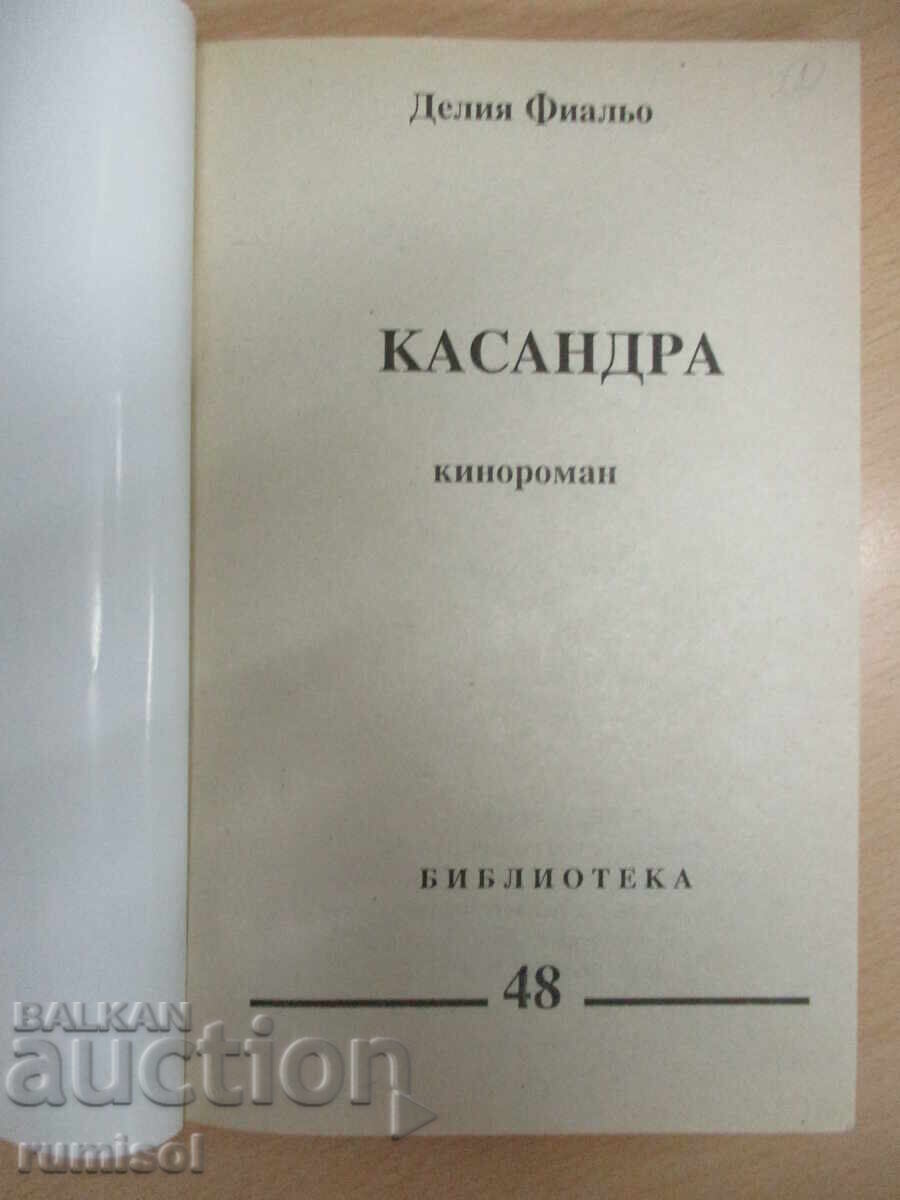 Делия Фиальо
КАСАНДРА
кинороман
БИБЛИОТЕКА
48
BALKAN
auction
rumisol